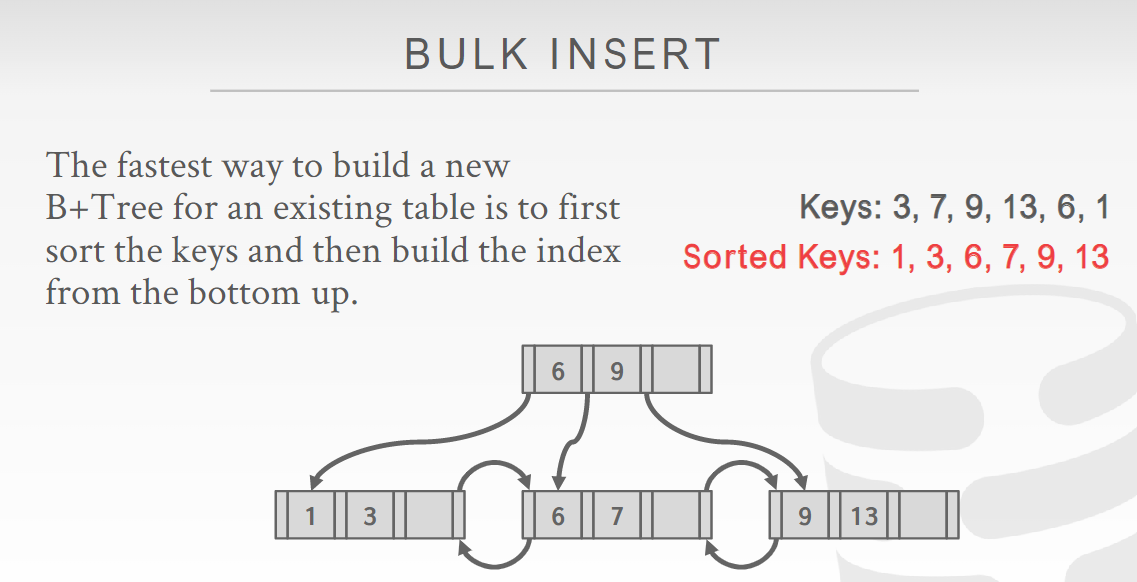 BULK INSERT
The fastest way to build a new
B+Tree for an existing table is to first
sort the keys and then build the index
from the bottom up.
Keys: 3, 7, 9, 13, 6, 1
Sorted Keys: 1, 3, 6, 7, 9, 13
6 9
1 3 6 7 9 13